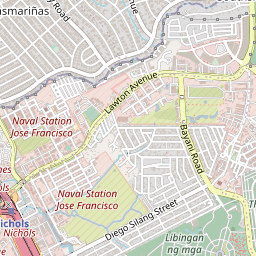 smariñas
y Road
Lawton Avenue
Naval Station
Jose Francisco
Bayani Road
Naval Station
Jose Francisco
Nichols
Nichols
Diego Silang Street
Libingan
ng mga